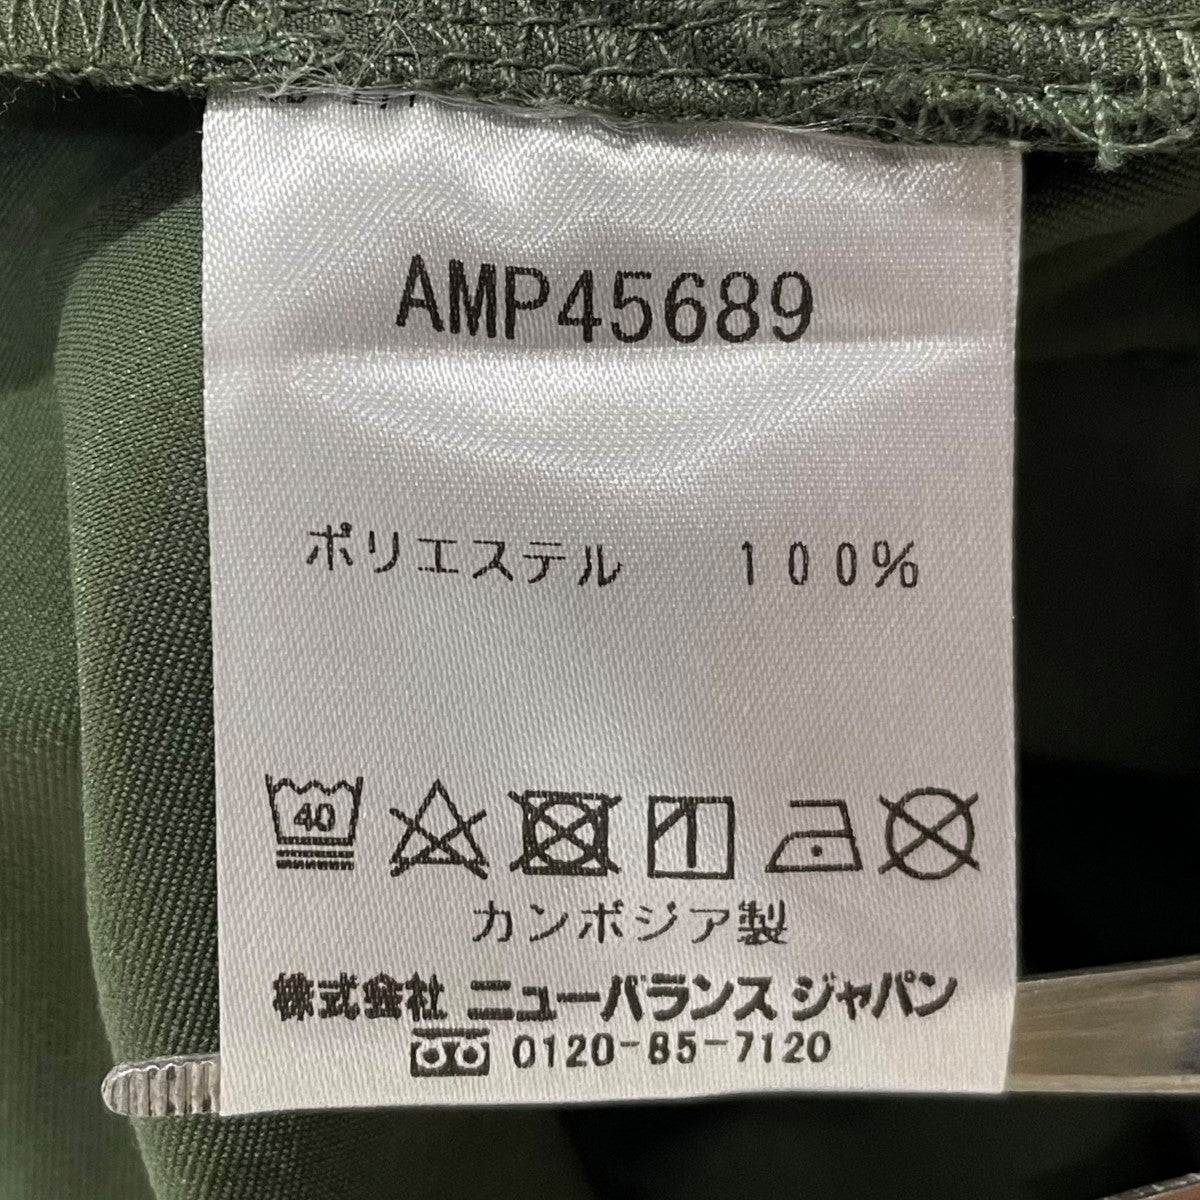 AMP45689
ポリエステル 100%
40
カンボジア製
株式会社 ニューバランス ジャパン
0120-85-7120